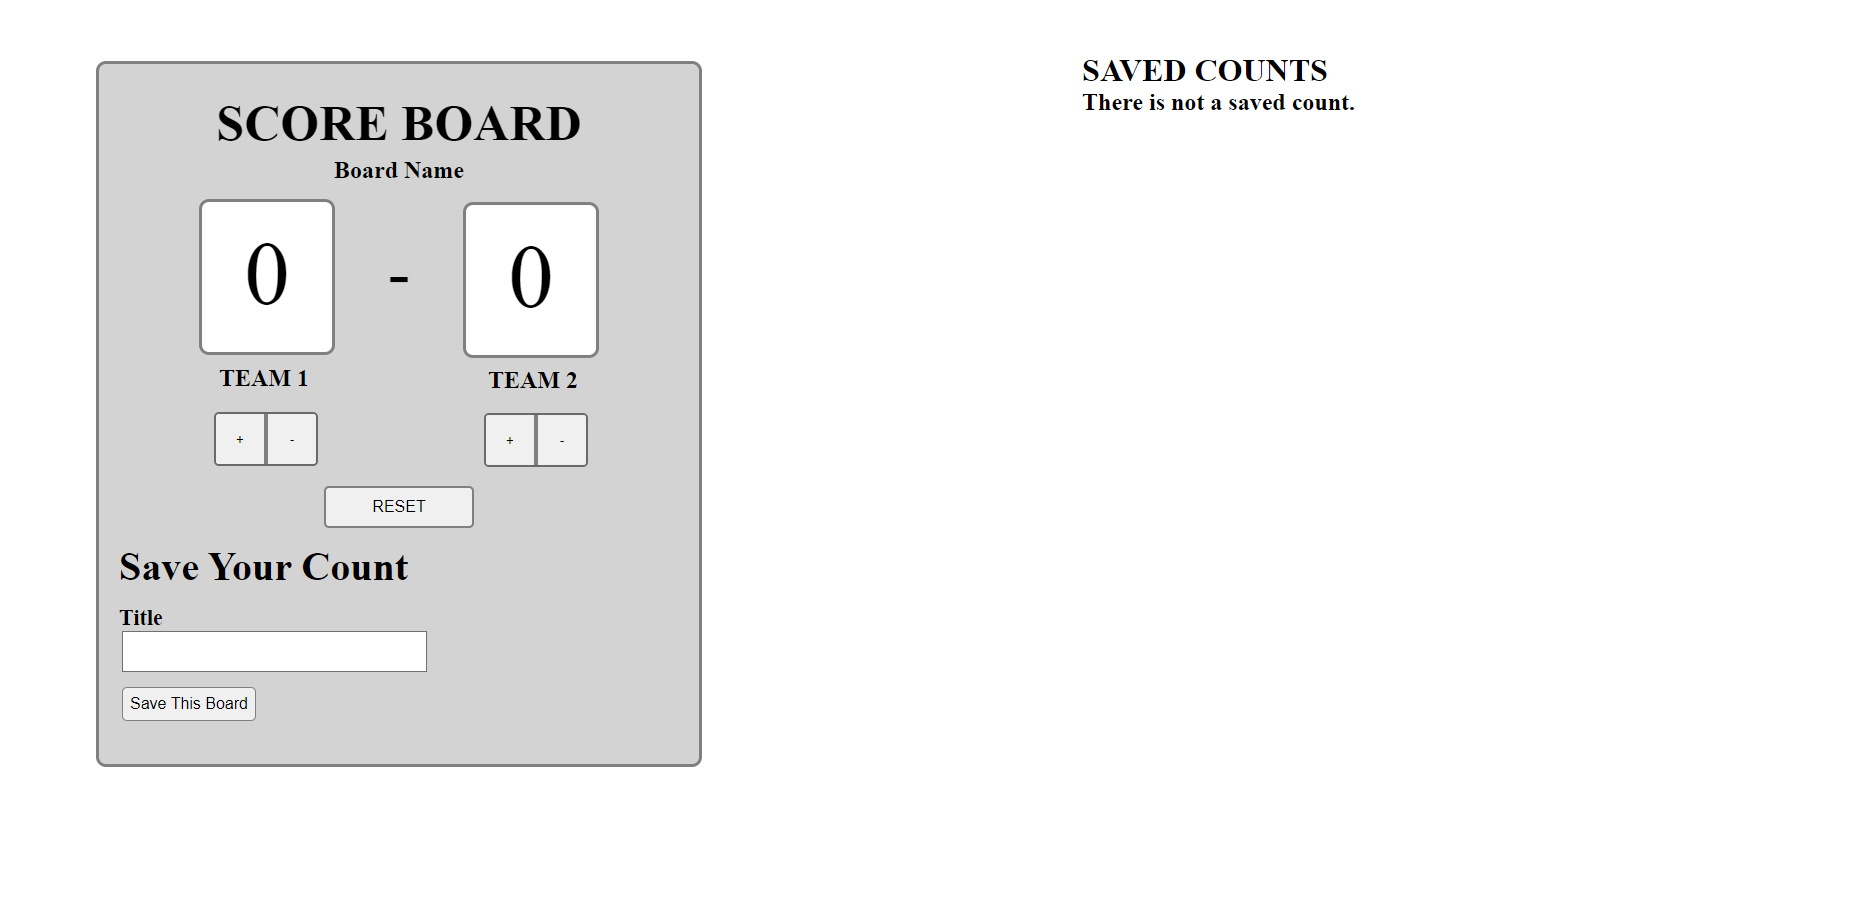 SCORE BOARD
Board Name
0 - 0
TEAM 1 TEAM 2
+ - + -
RESET
Save Your Count
Title
Save This Board
SAVED COUNTS
There is not a saved count.